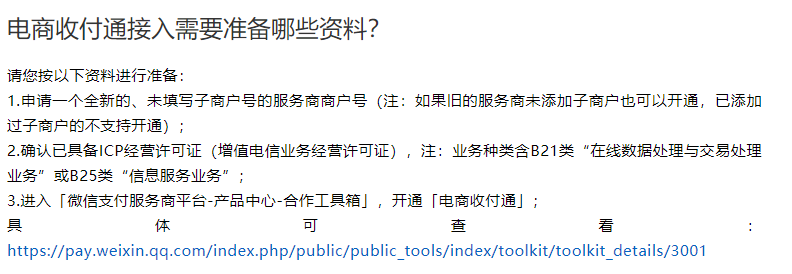 电商收付通接入需要准备哪些资料？
请您按以下资料进行准备：
1.申请一个全新的、未填写子商户号的服务商商户号（注：如果旧的服务商未添加子商户也可以开通，已添加
过子商户的不支持开通）；
2.确认已具备ICP经营许可证（增值电信业务经营许可证），注：业务种类含B21类“在线数据处理与交易处理
业务”或B25类“信息服务业务”；
3.进入「微信支付服务商平台-产品中心-合作工具箱」，开通「电商收付通」；
具体可查看：
https://pay.weixin.qq.com/index.php/public/public_tools/index/toolkit/toolkit_details/3001